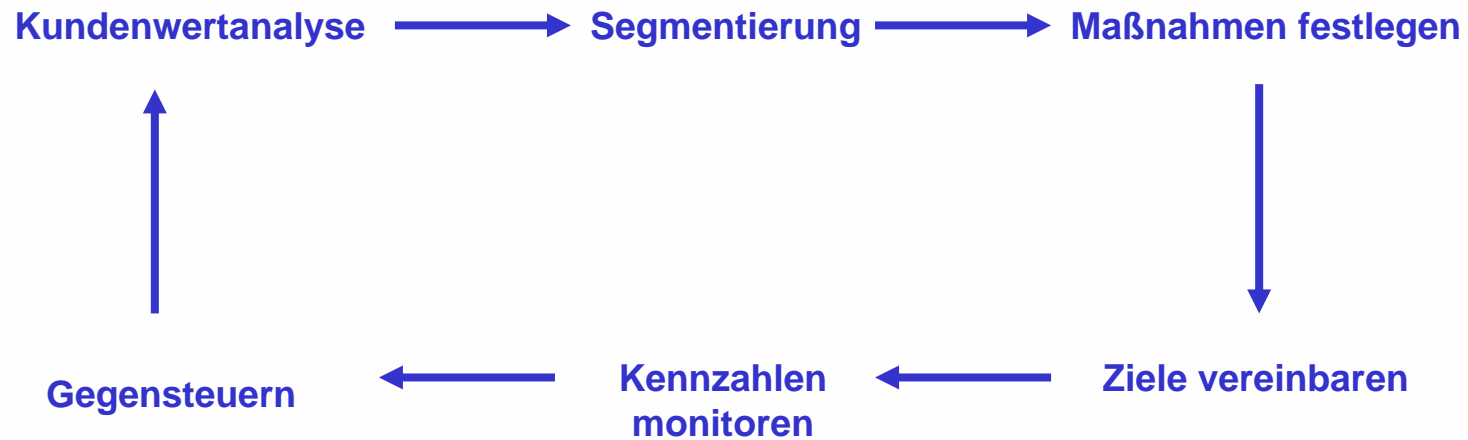 Kundenwertanalyse
Segmentierung
Maßnahmen festlegen
Ziele vereinbaren
Kennzahlen
monitoren
Gegensteuern